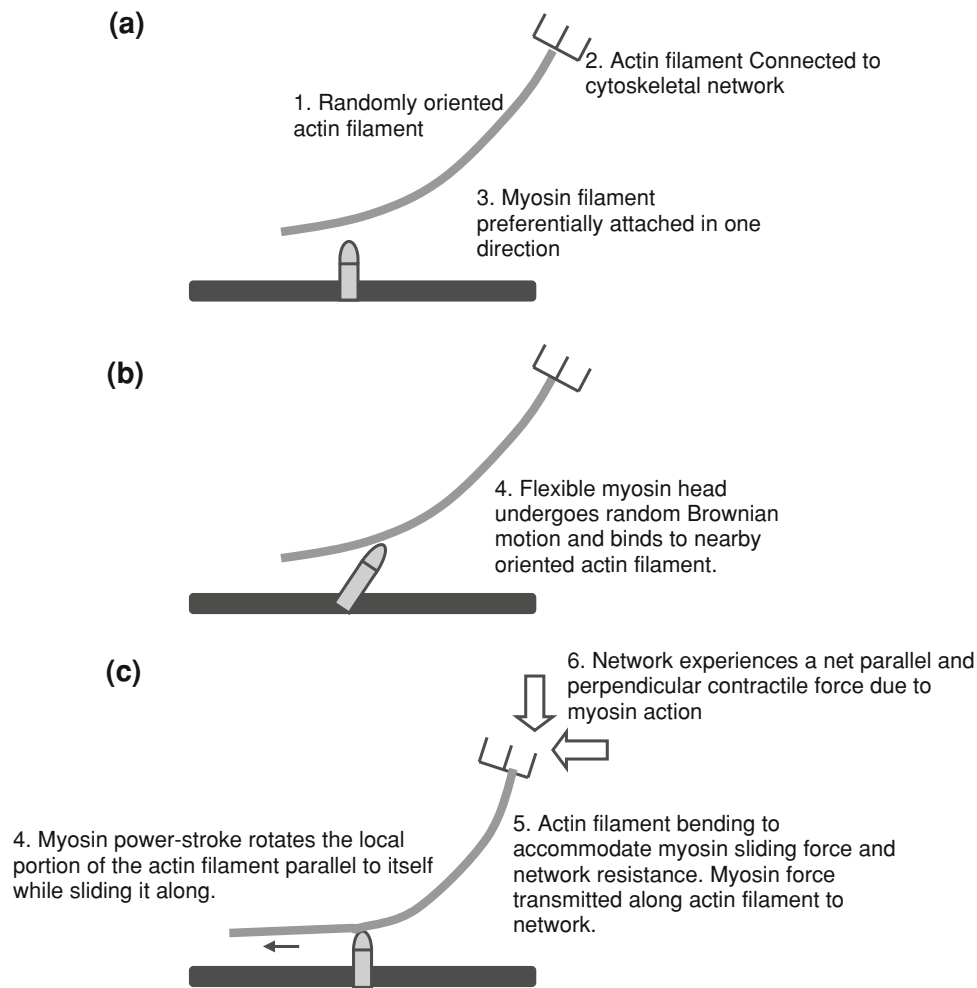 (a)
2. Actin filament Connected to
cytoskeletal network
1. Randomly oriented
actin filament
3. Myosin filament
preferentially attached in one
direction
(b)
4. Flexible myosin head
undergoes random Brownian
motion and binds to nearby
oriented actin filament.
(c)
6. Network experiences a net parallel and
perpendicular contractile force due to
myosin action
4. Myosin power-stroke rotates the local
portion of the actin filament parallel to itself
while sliding it along.
5. Actin filament bending to
accommodate myosin sliding force and
network resistance. Myosin force
transmitted along actin filament to
network.